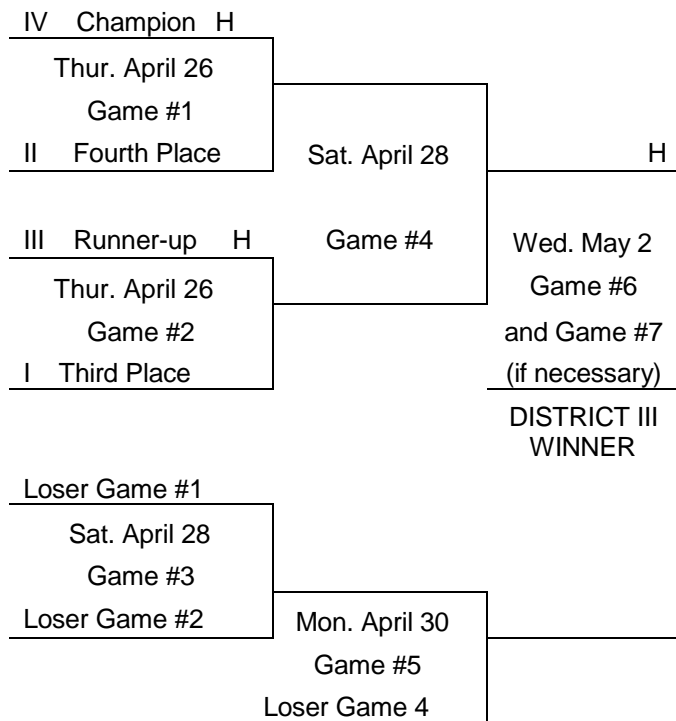 IV Champion H
Thur. April 26
Game #1
II Fourth Place
Sat. April 28
H
III Runner-up H
Game #4
Wed. May 2
Thur. April 26
Game #6
Game #2
and Game #7
I Third Place
(if necessary)
DISTRICT III
WINNER
Loser Game #1
Sat. April 28
Game #3
Loser Game #2
Mon. April 30
Game #5
Loser Game 4